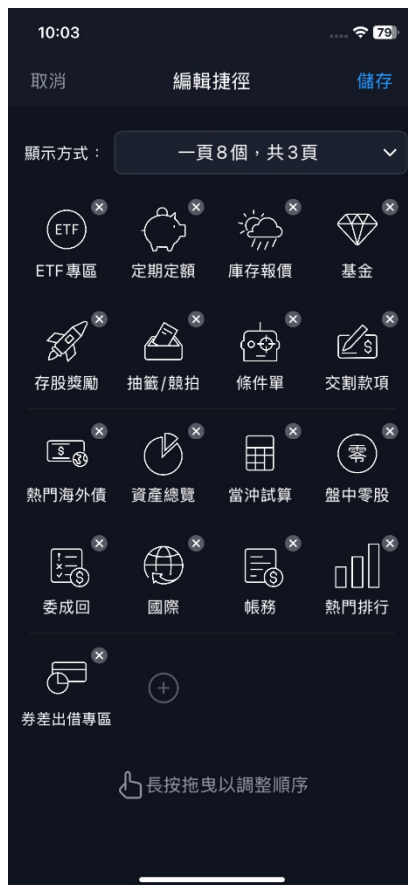 10:03
79
取消 編輯捷徑 儲存
顯示方式： 一頁8個，共3頁
ETF
ETF專區 定期定額 庫存報價 基金
存股獎勵 抽籤/競拍 條件單 交割款項
零
熱門海外債 資產總覽 當沖試算 盤中零股
委成回 國際 帳務 熱門排行
券差出借專區
長按拖曳以調整順序